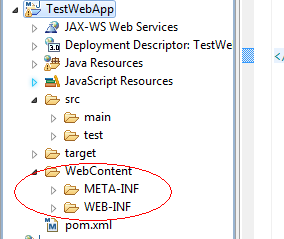 TestWebApp
JAX-WS Web Services
Deployment Descriptor: TestWe
Java Resources
JavaScript Resources
src
main
test
target
WebContent
META-INF
WEB-INF
pom.xml
</